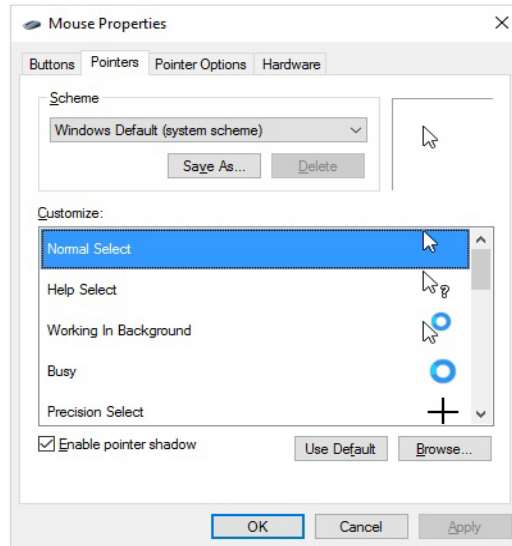 Mouse Properties
Buttons Pointers Pointer Options Hardware
Scheme
Windows Default (system scheme)
Save As... Delete
Customize:
Normal Select
Help Select
Working In Background
Busy
Precision Select
Enable pointer shadow Use Default Browse...
OK Cancel Apply